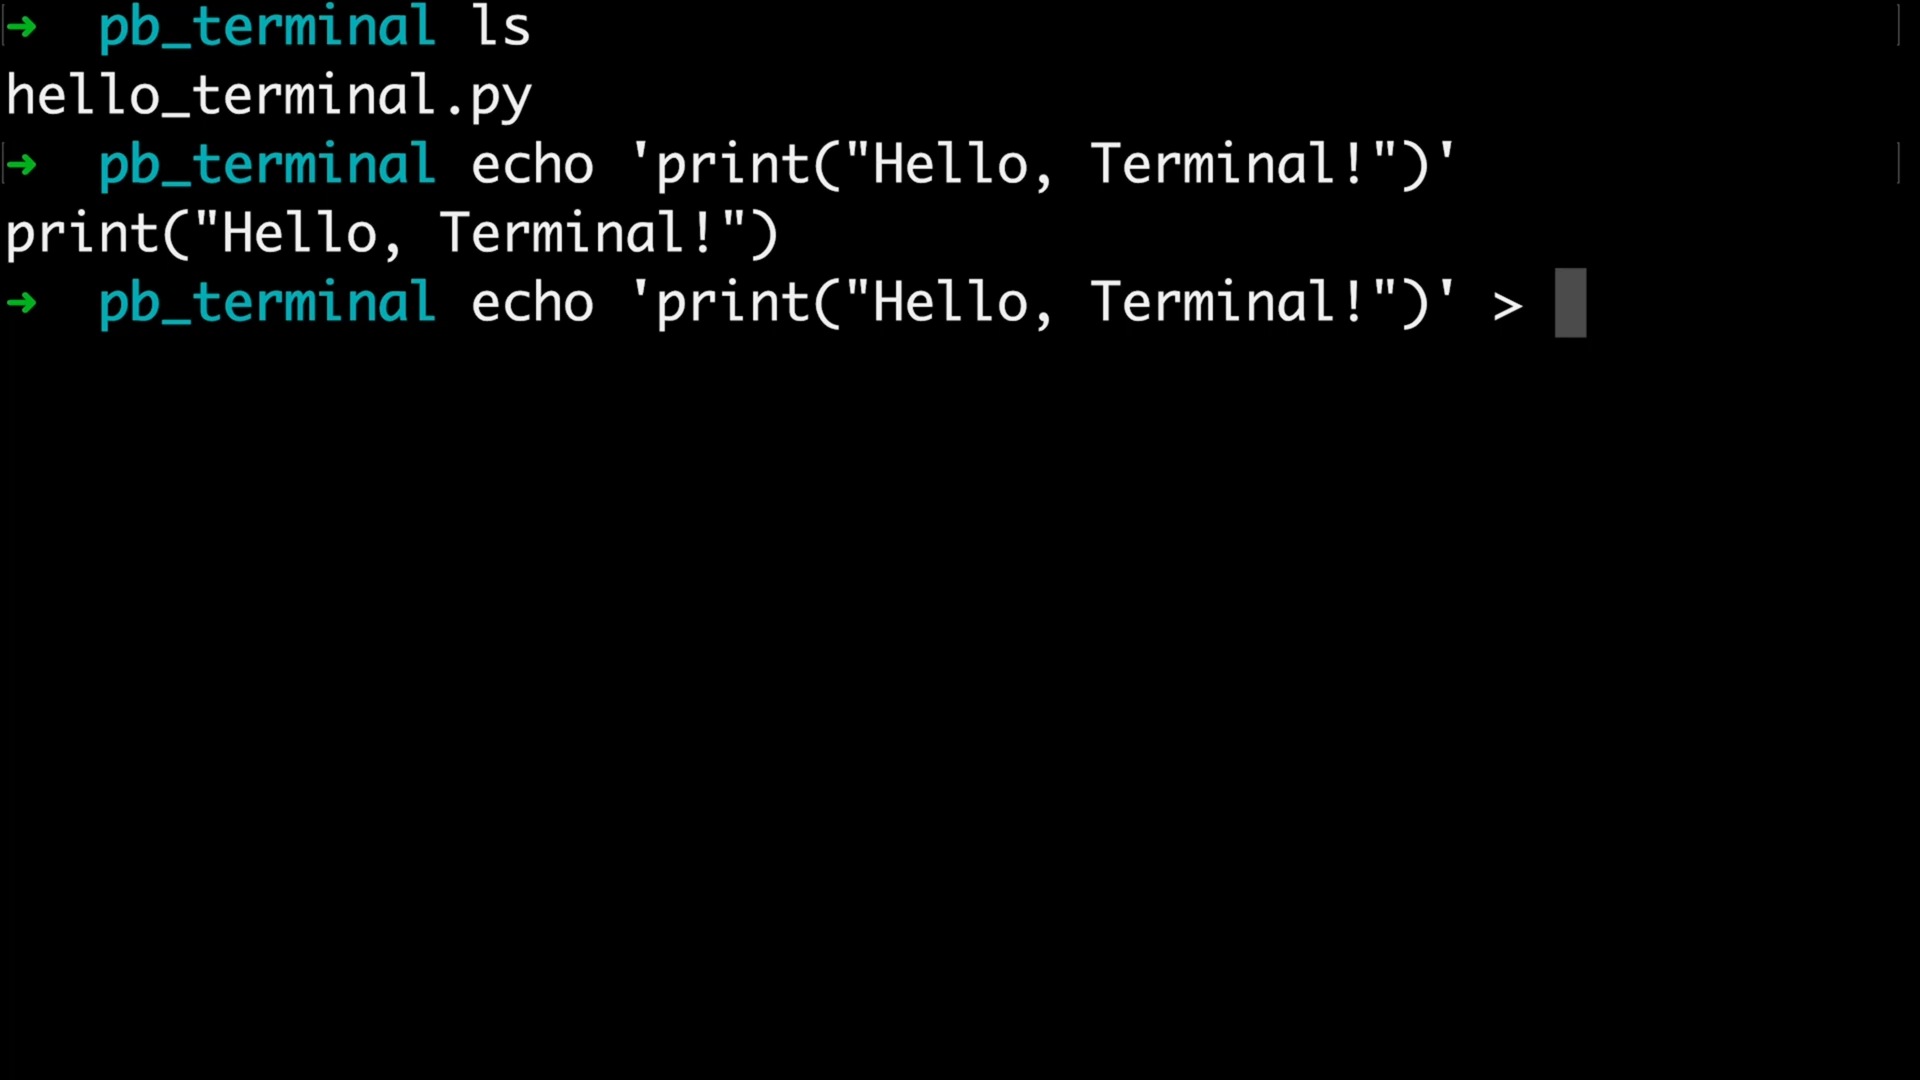 ➜  pb_terminal ls
hello_terminal.py
➜  pb_terminal echo 'print("Hello, Terminal!")'
print("Hello, Terminal!")
➜  pb_terminal echo 'print("Hello, Terminal!")' >